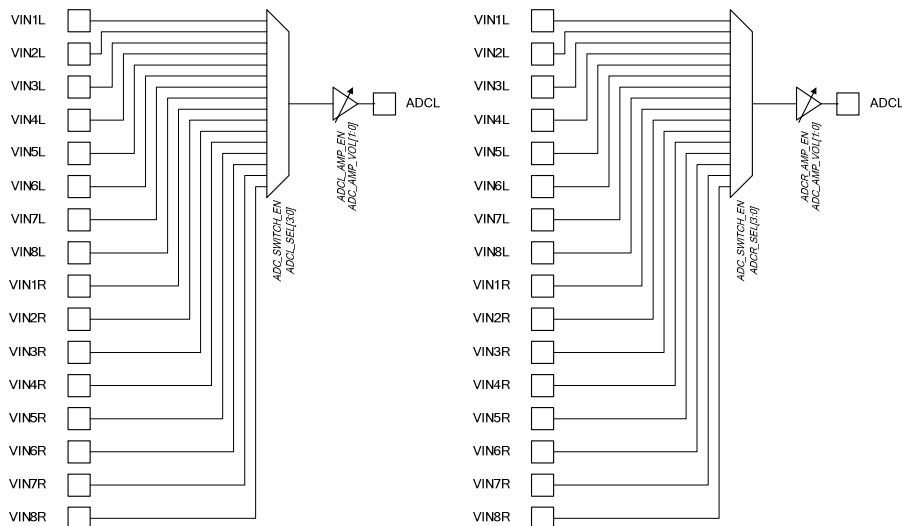 VIN1L
VIN2L
VIN3L
VIN4L
VIN5L
VIN6L
VIN7L
VIN8L
VIN1R
VIN2R
VIN3R
VIN4R
VIN5R
VIN6R
VIN7R
VIN8R
ADC_SWITCH_EN
ADCL_SEL[3:0]
ADCL_AMP_EN
ADC_AMP_VOL[1:0]
ADCL
VIN1L
VIN2L
VIN3L
VIN4L
VIN5L
VIN6L
VIN7L
VIN8L
VIN1R
VIN2R
VIN3R
VIN4R
VIN5R
VIN6R
VIN7R
VIN8R
ADC_SWITCH_EN
ADCR_SEL[3:0]
ADCR_AMP_EN
ADC_AMP_VOL[1:0]
ADCL